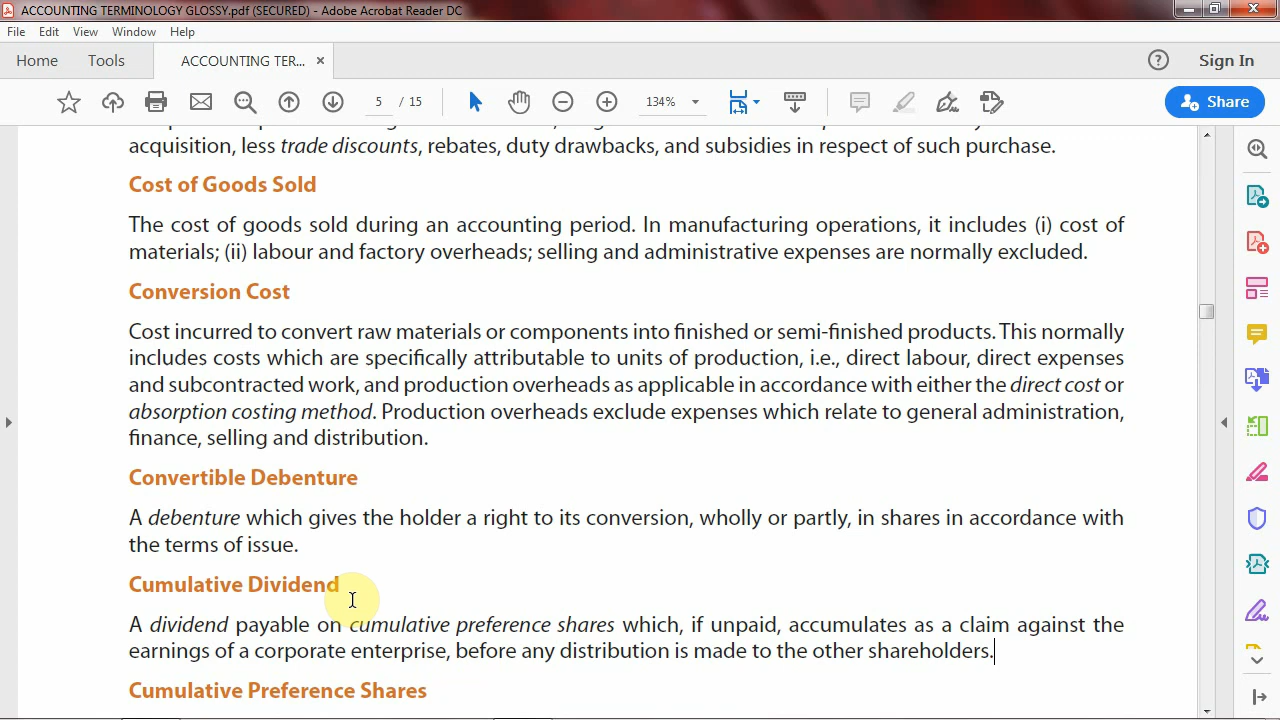 ACCOUNTING TERMINOLOGY GLOSSY.pdf (SECURED) - Adobe Acrobat Reader DC
File Edit View Window Help
Home Tools ACCOUNTING TER... × ? Sign In
5 / 15 134% Share
acquisition, less trade discounts, rebates, duty drawbacks, and subsidies in respect of such purchase.
Cost of Goods Sold
The cost of goods sold during an accounting period. In manufacturing operations, it includes (i) cost of
materials; (ii) labour and factory overheads; selling and administrative expenses are normally excluded.
Conversion Cost
Cost incurred to convert raw materials or components into finished or semi-finished products. This normally
includes costs which are specifically attributable to units of production, i.e., direct labour, direct expenses
and subcontracted work, and production overheads as applicable in accordance with either the direct cost or
absorption costing method. Production overheads exclude expenses which relate to general administration,
finance, selling and distribution.
Convertible Debenture
A debenture which gives the holder a right to its conversion, wholly or partly, in shares in accordance with
the terms of issue.
Cumulative Dividend
A dividend payable on cumulative preference shares which, if unpaid, accumulates as a claim against the
earnings of a corporate enterprise, before any distribution is made to the other shareholders.
Cumulative Preference Shares